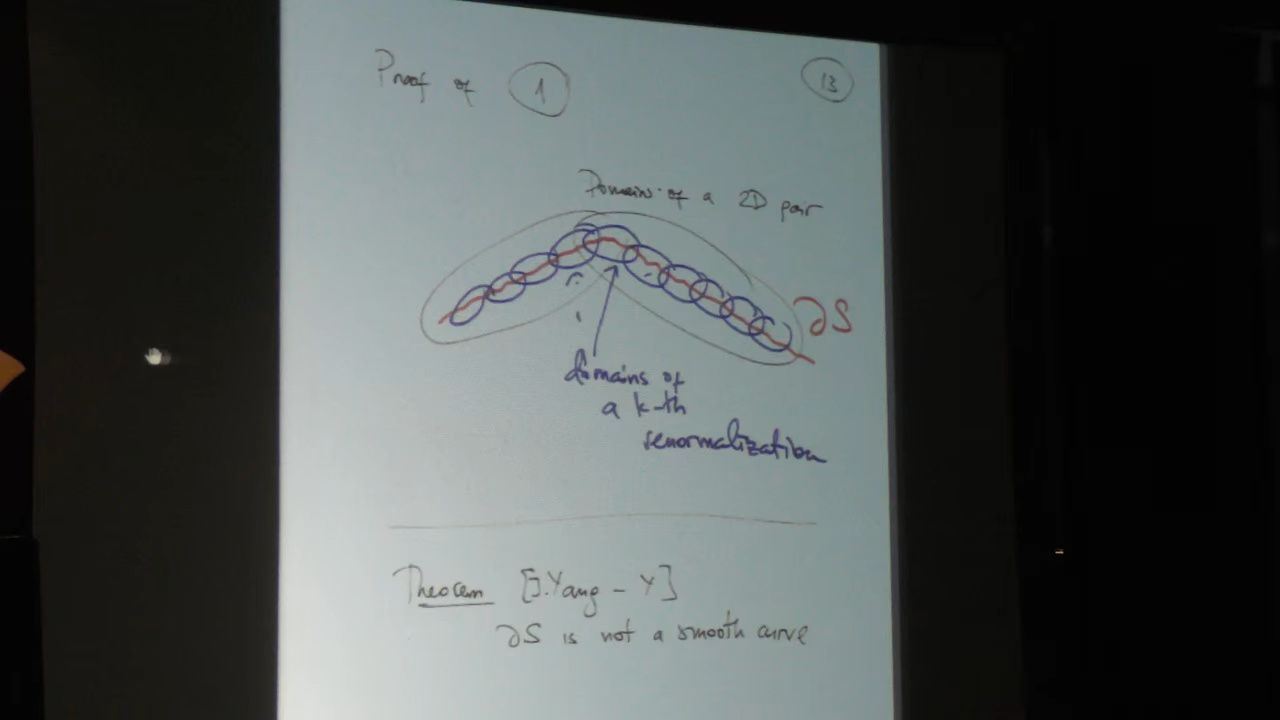 Proof of 1
13
Domains of a 2D pair
∂S
domains of
a k-th
renormalization
Theorem [J.Yang - Y]
∂S is not a smooth curve